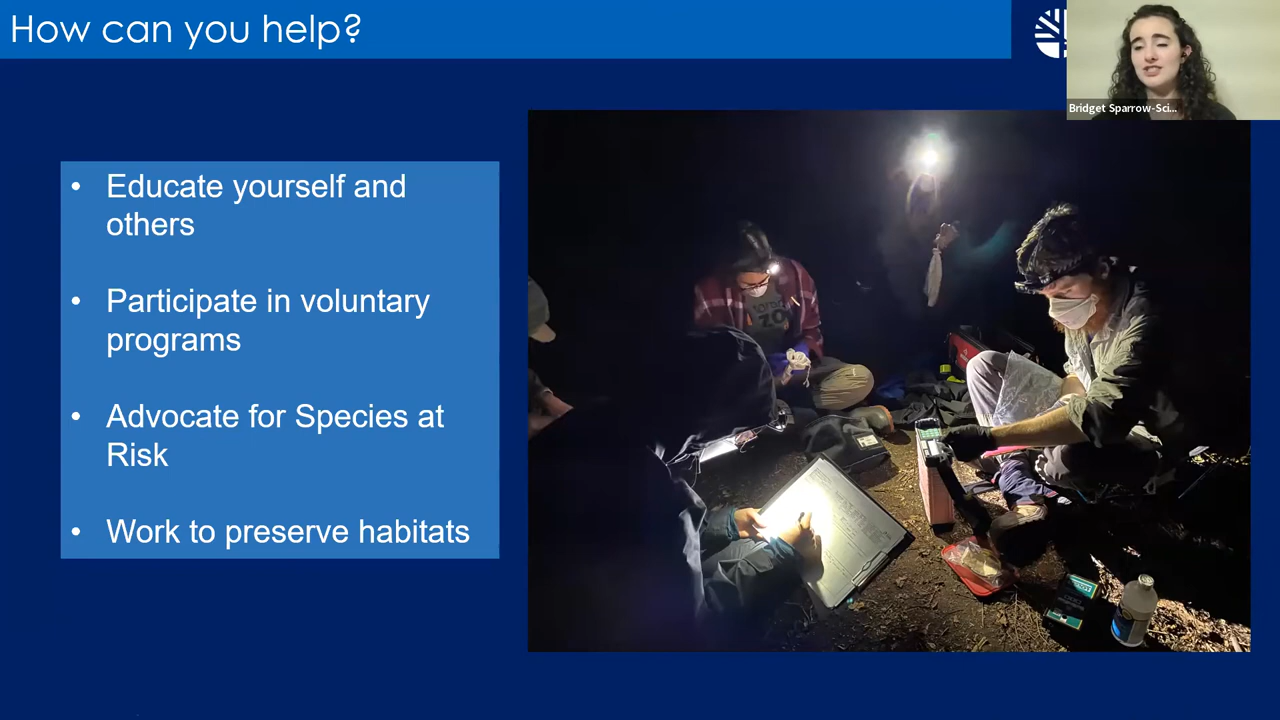 How can you help?
Bridget Sparrow-Sci...
• Educate yourself and
others
• Participate in voluntary
programs
• Advocate for Species at
Risk
• Work to preserve habitats
ZO